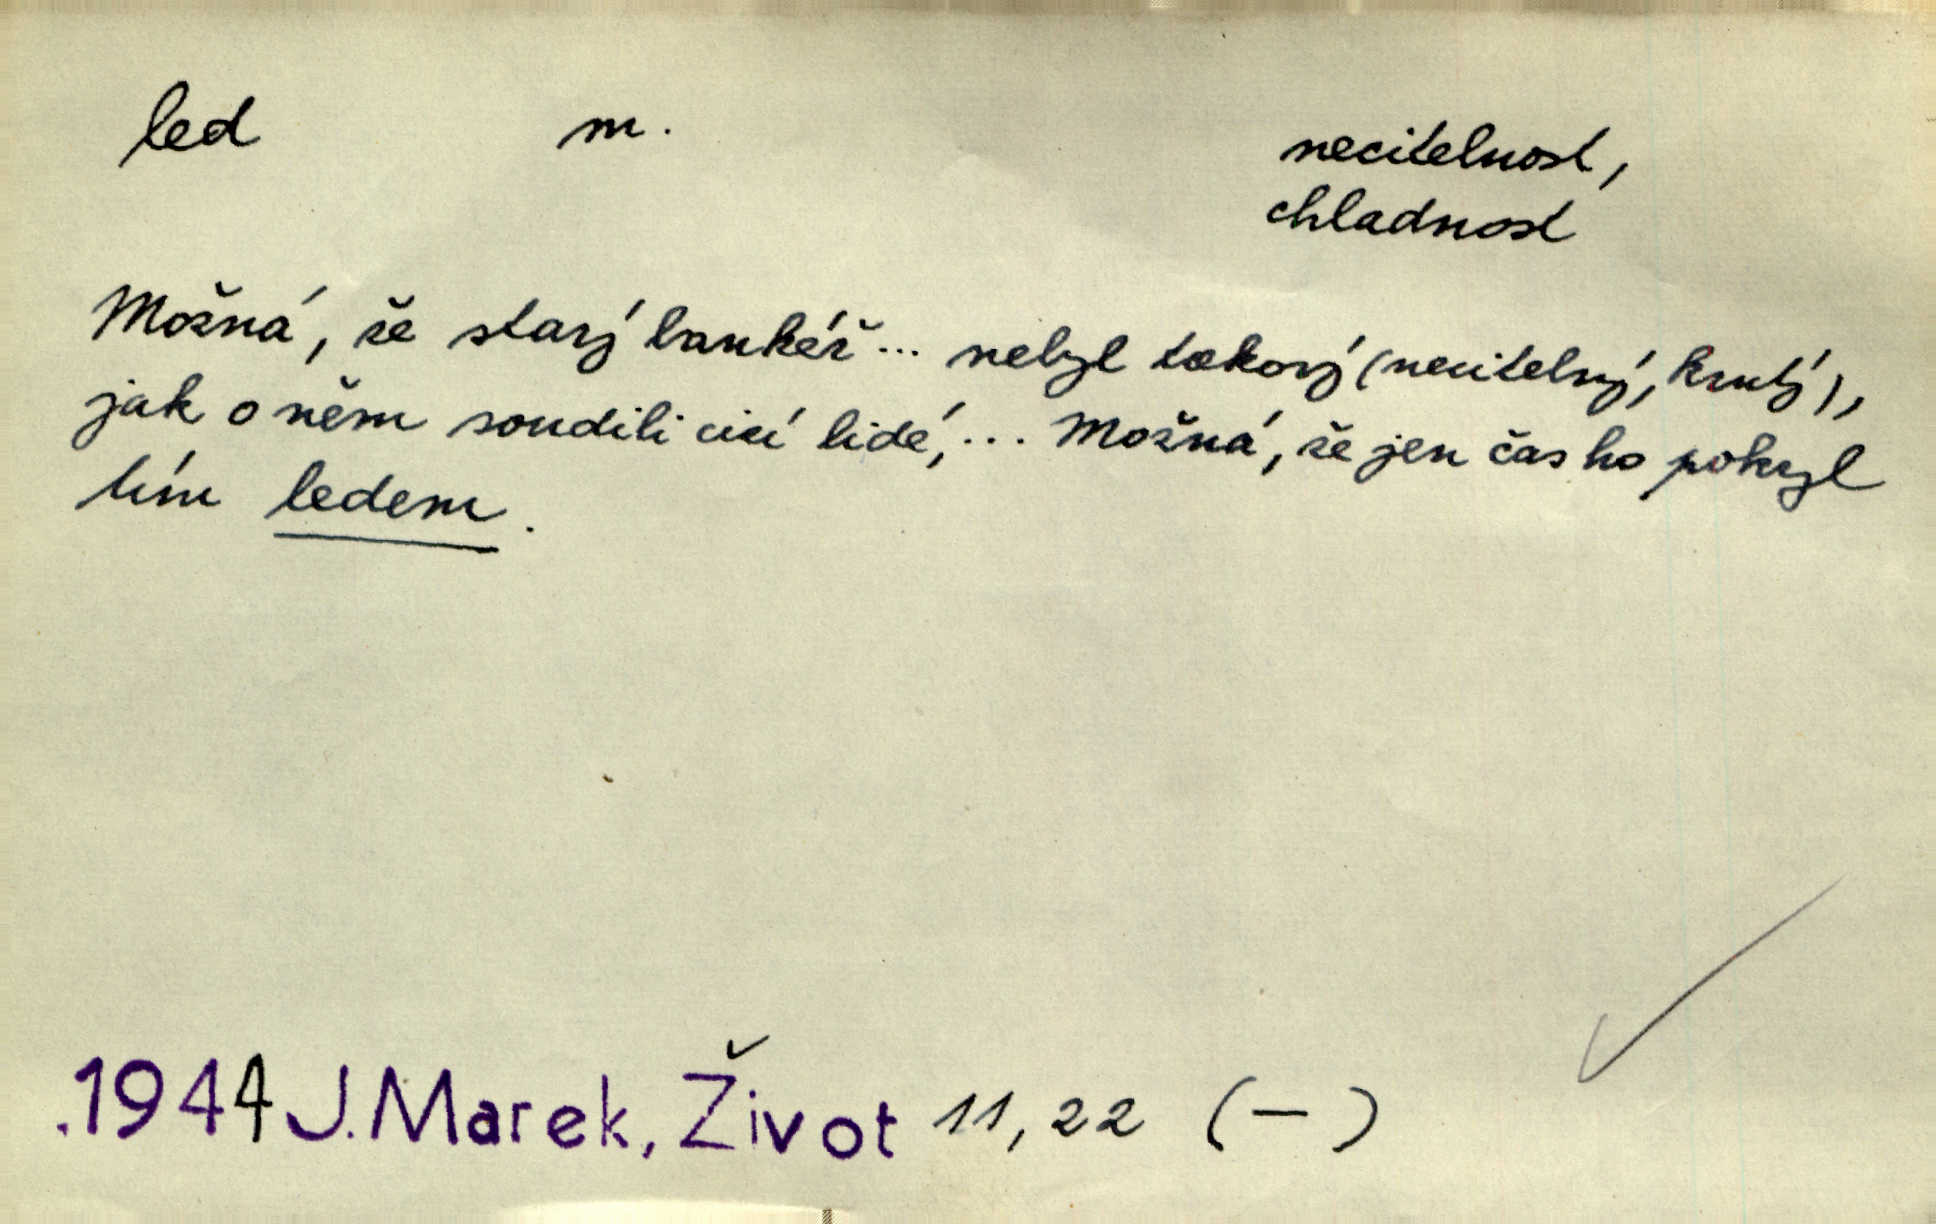 led m. necitelnost,
chladnost
Možná, že starý bankéř... nebyl takový (necitelný, krutý),
jak o něm soudili cizí lidé,... Možná, že jen čas ho pokryl
tím ledem.
.1944 J. Marek, Život 11, 22 (—)